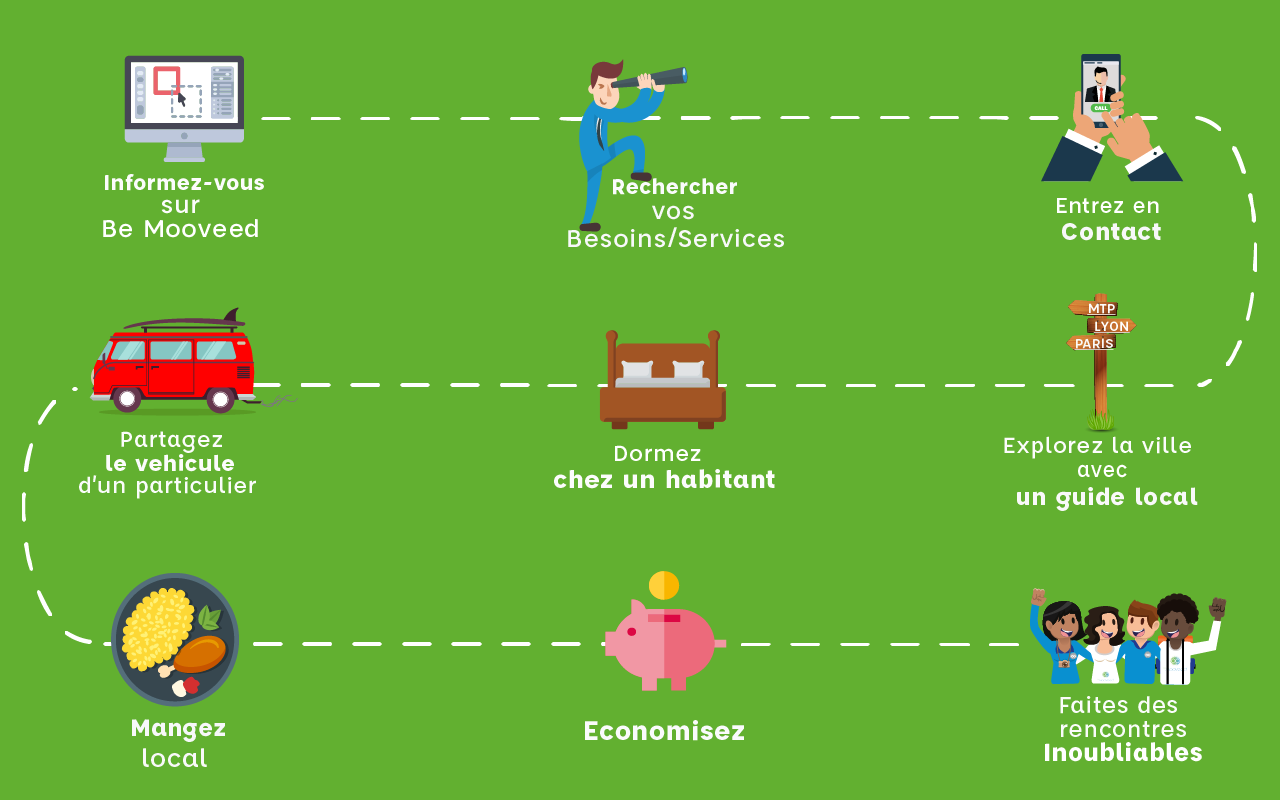 Informez-vous
sur
Be Mooveed
Rechercher
vos
Besoins/Services
CALL
Entrez en
Contact
MTP
LYON
PARIS
Explorez la ville
avec
un guide local
Dormez
chez un habitant
Partagez
le vehicule
d'un particulier
Mangez
local
Economisez
Faites des
rencontres
Inoubliables